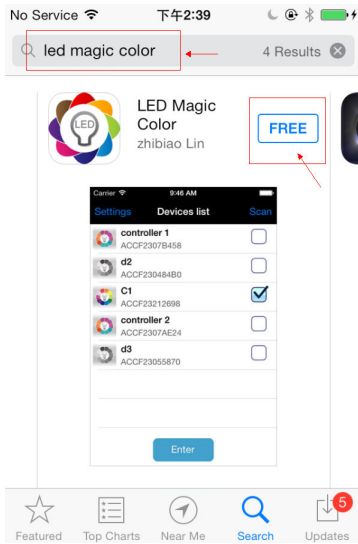 No Service 下午2:39
led magic color 4 Results
LED
LED Magic
Color
zhibiao Lin
FREE
Carrier 9:46 AM
Settings Devices list Scan
controller 1
ACCF2307B458
d2
ACCF230484B0
C1
ACCF23212698
controller 2
ACCF2307AE24
d3
ACCF23055870
Enter
5
Featured Top Charts Near Me Search Updates